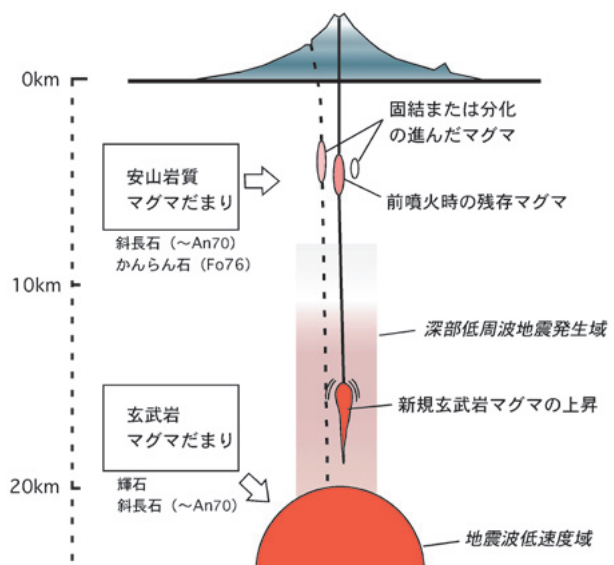 0km
固結または分化
の進んだマグマ
安山岩質
マグマだまり
前噴火時の残存マグマ
斜長石（〜An70）
かんらん石（Fo76）
10km
深部低周波地震発生域
玄武岩
マグマだまり
新規玄武岩マグマの上昇
輝石
斜長石（〜An70）
20km
地震波低速度域